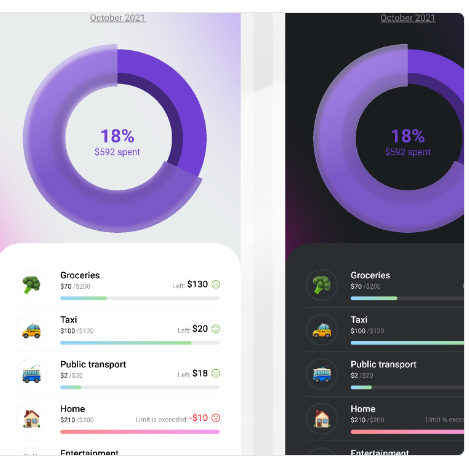 October 2021
18%
$592 spent
Groceries
$70 /$200
Left: $130
Taxi
$100 /$120
Left: $20
Public transport
$2 /$20
Left: $18
Home
$210 /$200
Limit is exceeded: -$10
Entertainment
October 2021
18%
$592 spent
Groceries
$70 /$200
Taxi
$100 /$120
Public transport
$2 /$20
Home
$210 /$200
Limit is
Entertainment